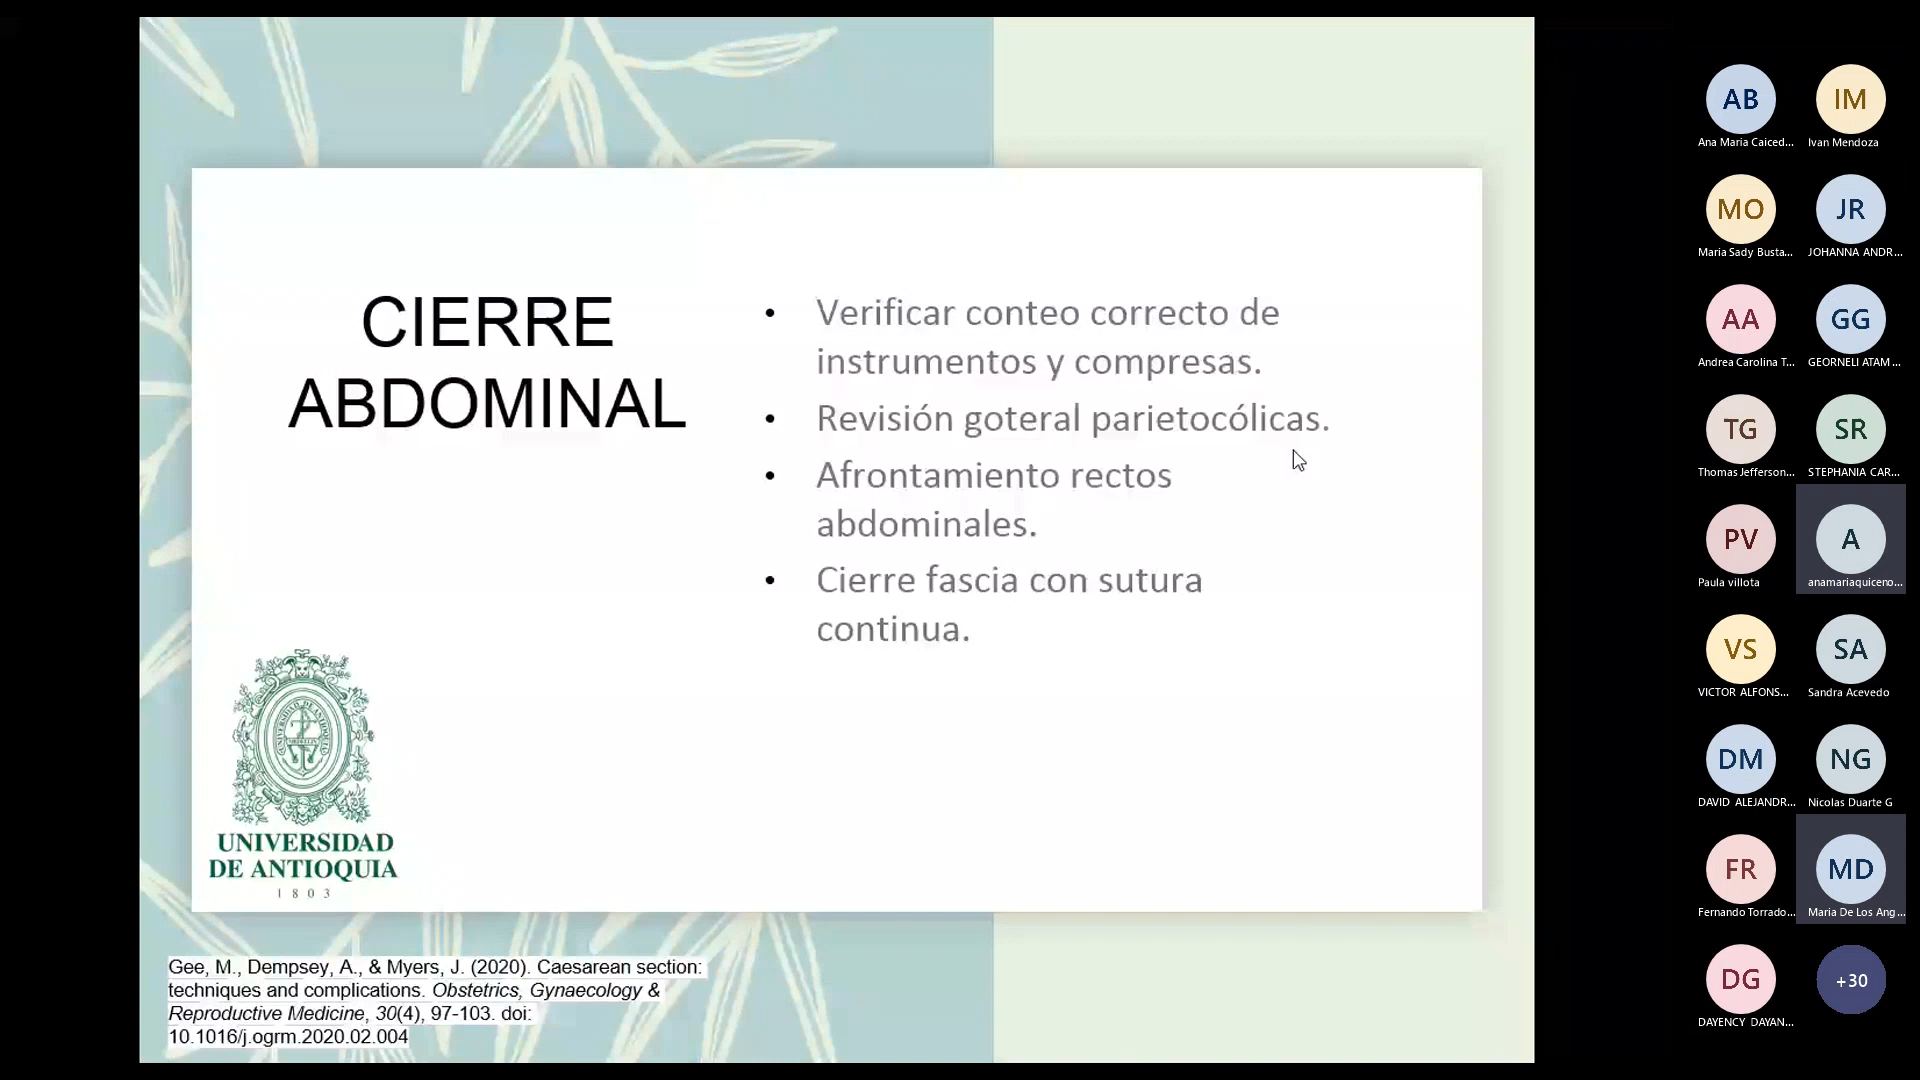 CIERRE
ABDOMINAL
• Verificar conteo correcto de
instrumentos y compresas.
• Revisión goteral parietocólicas.
• Afrontamiento rectos
abdominales.
• Cierre fascia con sutura
continua.
UNIVERSIDAD
DE ANTIOQUIA
1803
Gee, M., Dempsey, A., & Myers, J. (2020). Caesarean section:
techniques and complications. Obstetrics, Gynaecology &
Reproductive Medicine, 30(4), 97-103. doi:
10.1016/j.ogrm.2020.02.004
AB
Ana Maria Caiced...
IM
Ivan Mendoza
MO
Maria Sady Busta...
JR
JOHANNA ANDR...
AA
Andrea Carolina T...
GG
GEORNELI ATAM...
TG
Thomas Jefferson...
SR
STEPHANIA CAR...
PV
Paula villota
A
anamariaquiceno...
VS
VICTOR ALFONS...
SA
Sandra Acevedo
DM
DAVID ALEJANDR...
NG
Nicolas Duarte G
FR
Fernando Torrado...
MD
Maria De Los Ang...
DG
DAYENCY DAYAN...
+30